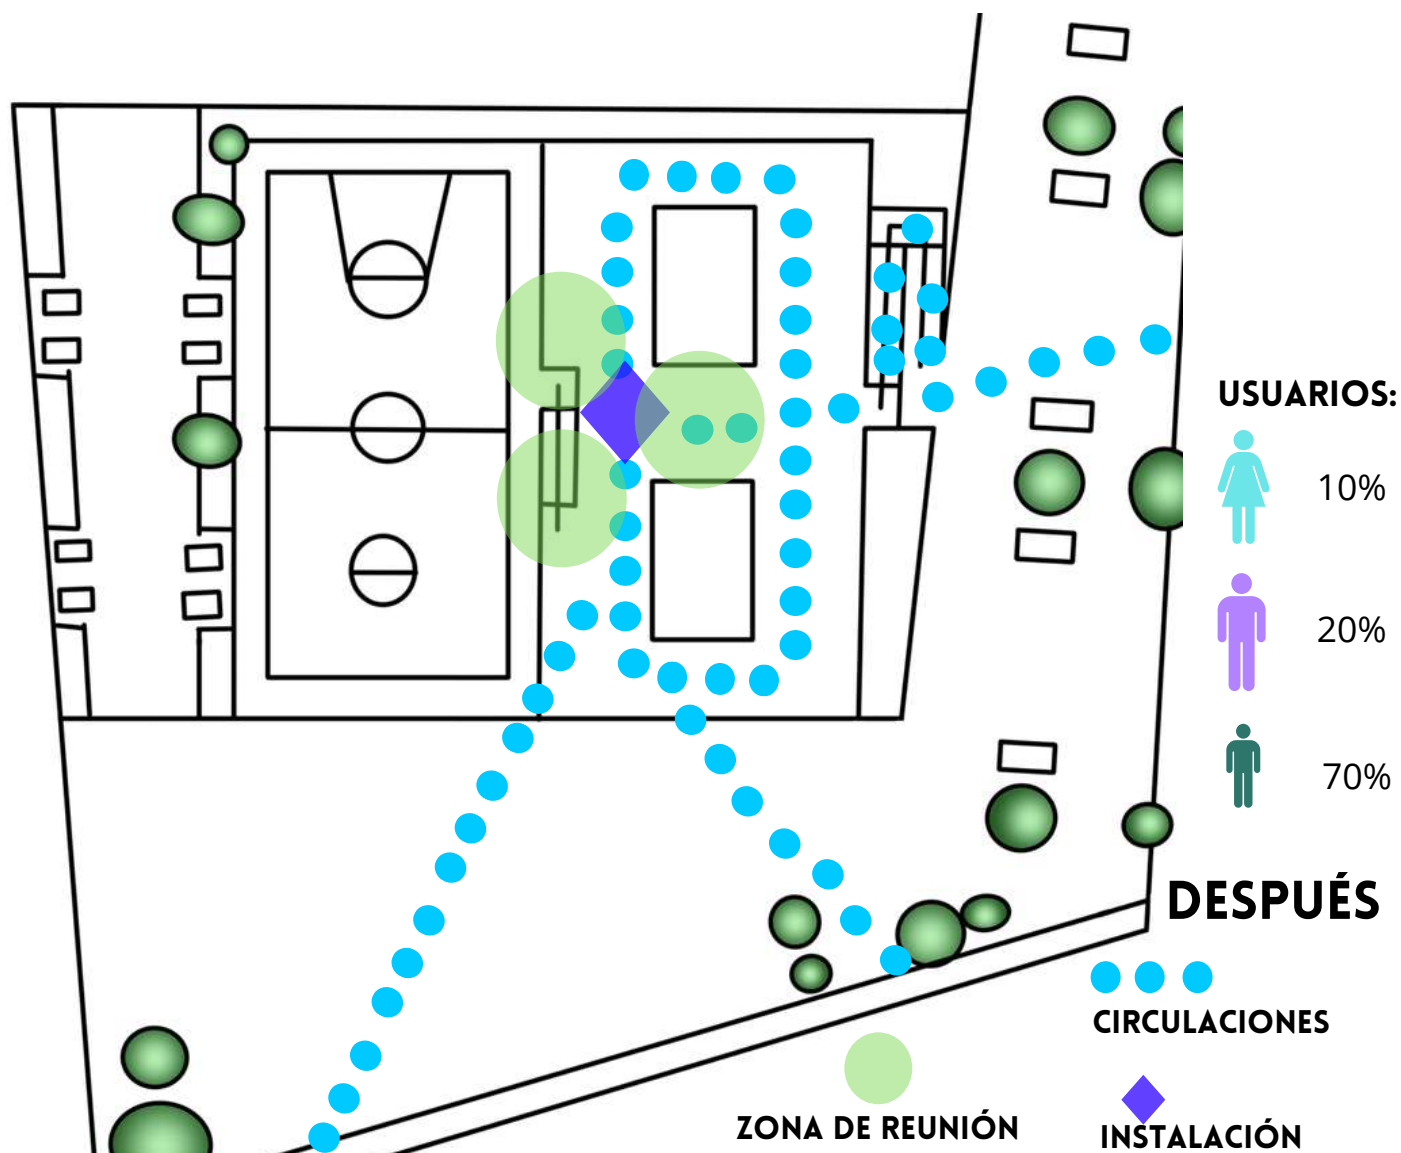 USUARIOS:
10%
20%
70%
DESPUÉS
CIRCULACIONES
ZONA DE REUNIÓN
INSTALACIÓN